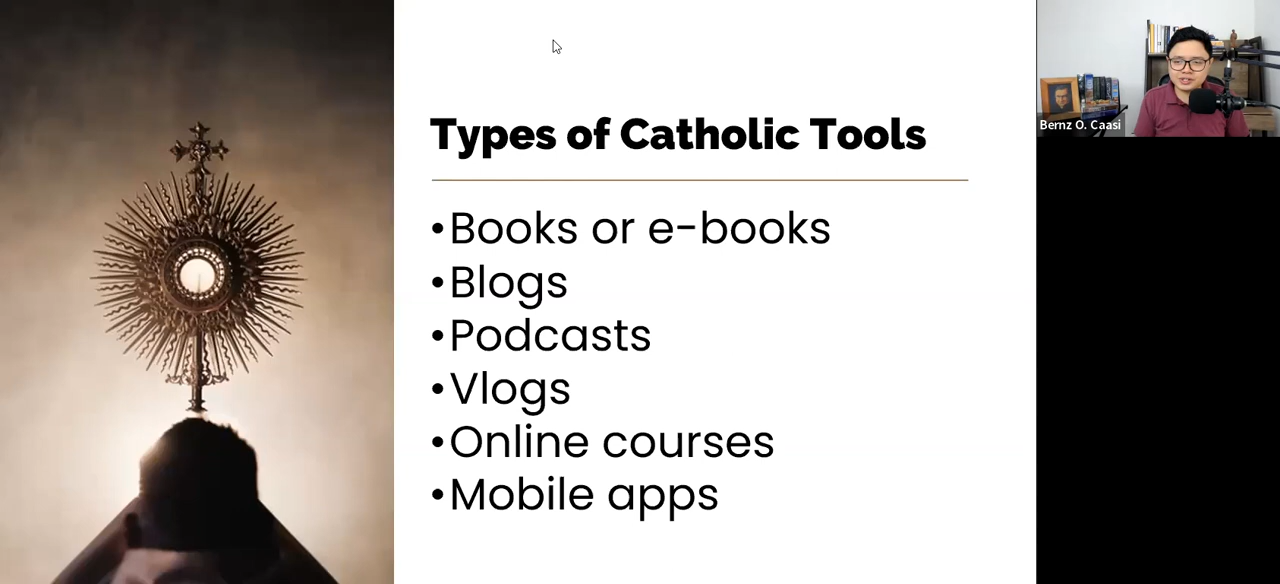 Types of Catholic Tools
•Books or e-books
•Blogs
•Podcasts
•Vlogs
•Online courses
•Mobile apps
Bernz O. Caasi